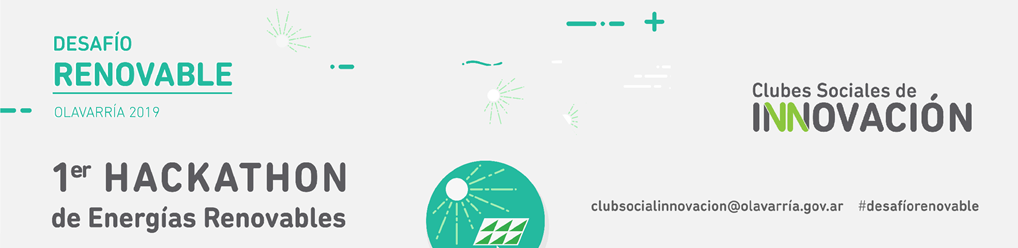 DESAFÍO
RENOVABLE
OLAVARRÍA 2019
1er HACKATHON
de Energías Renovables
Clubes Sociales de
INNOVACIÓN
clubsocialinnovacion@olavarría.gov.ar #desafíorenovable